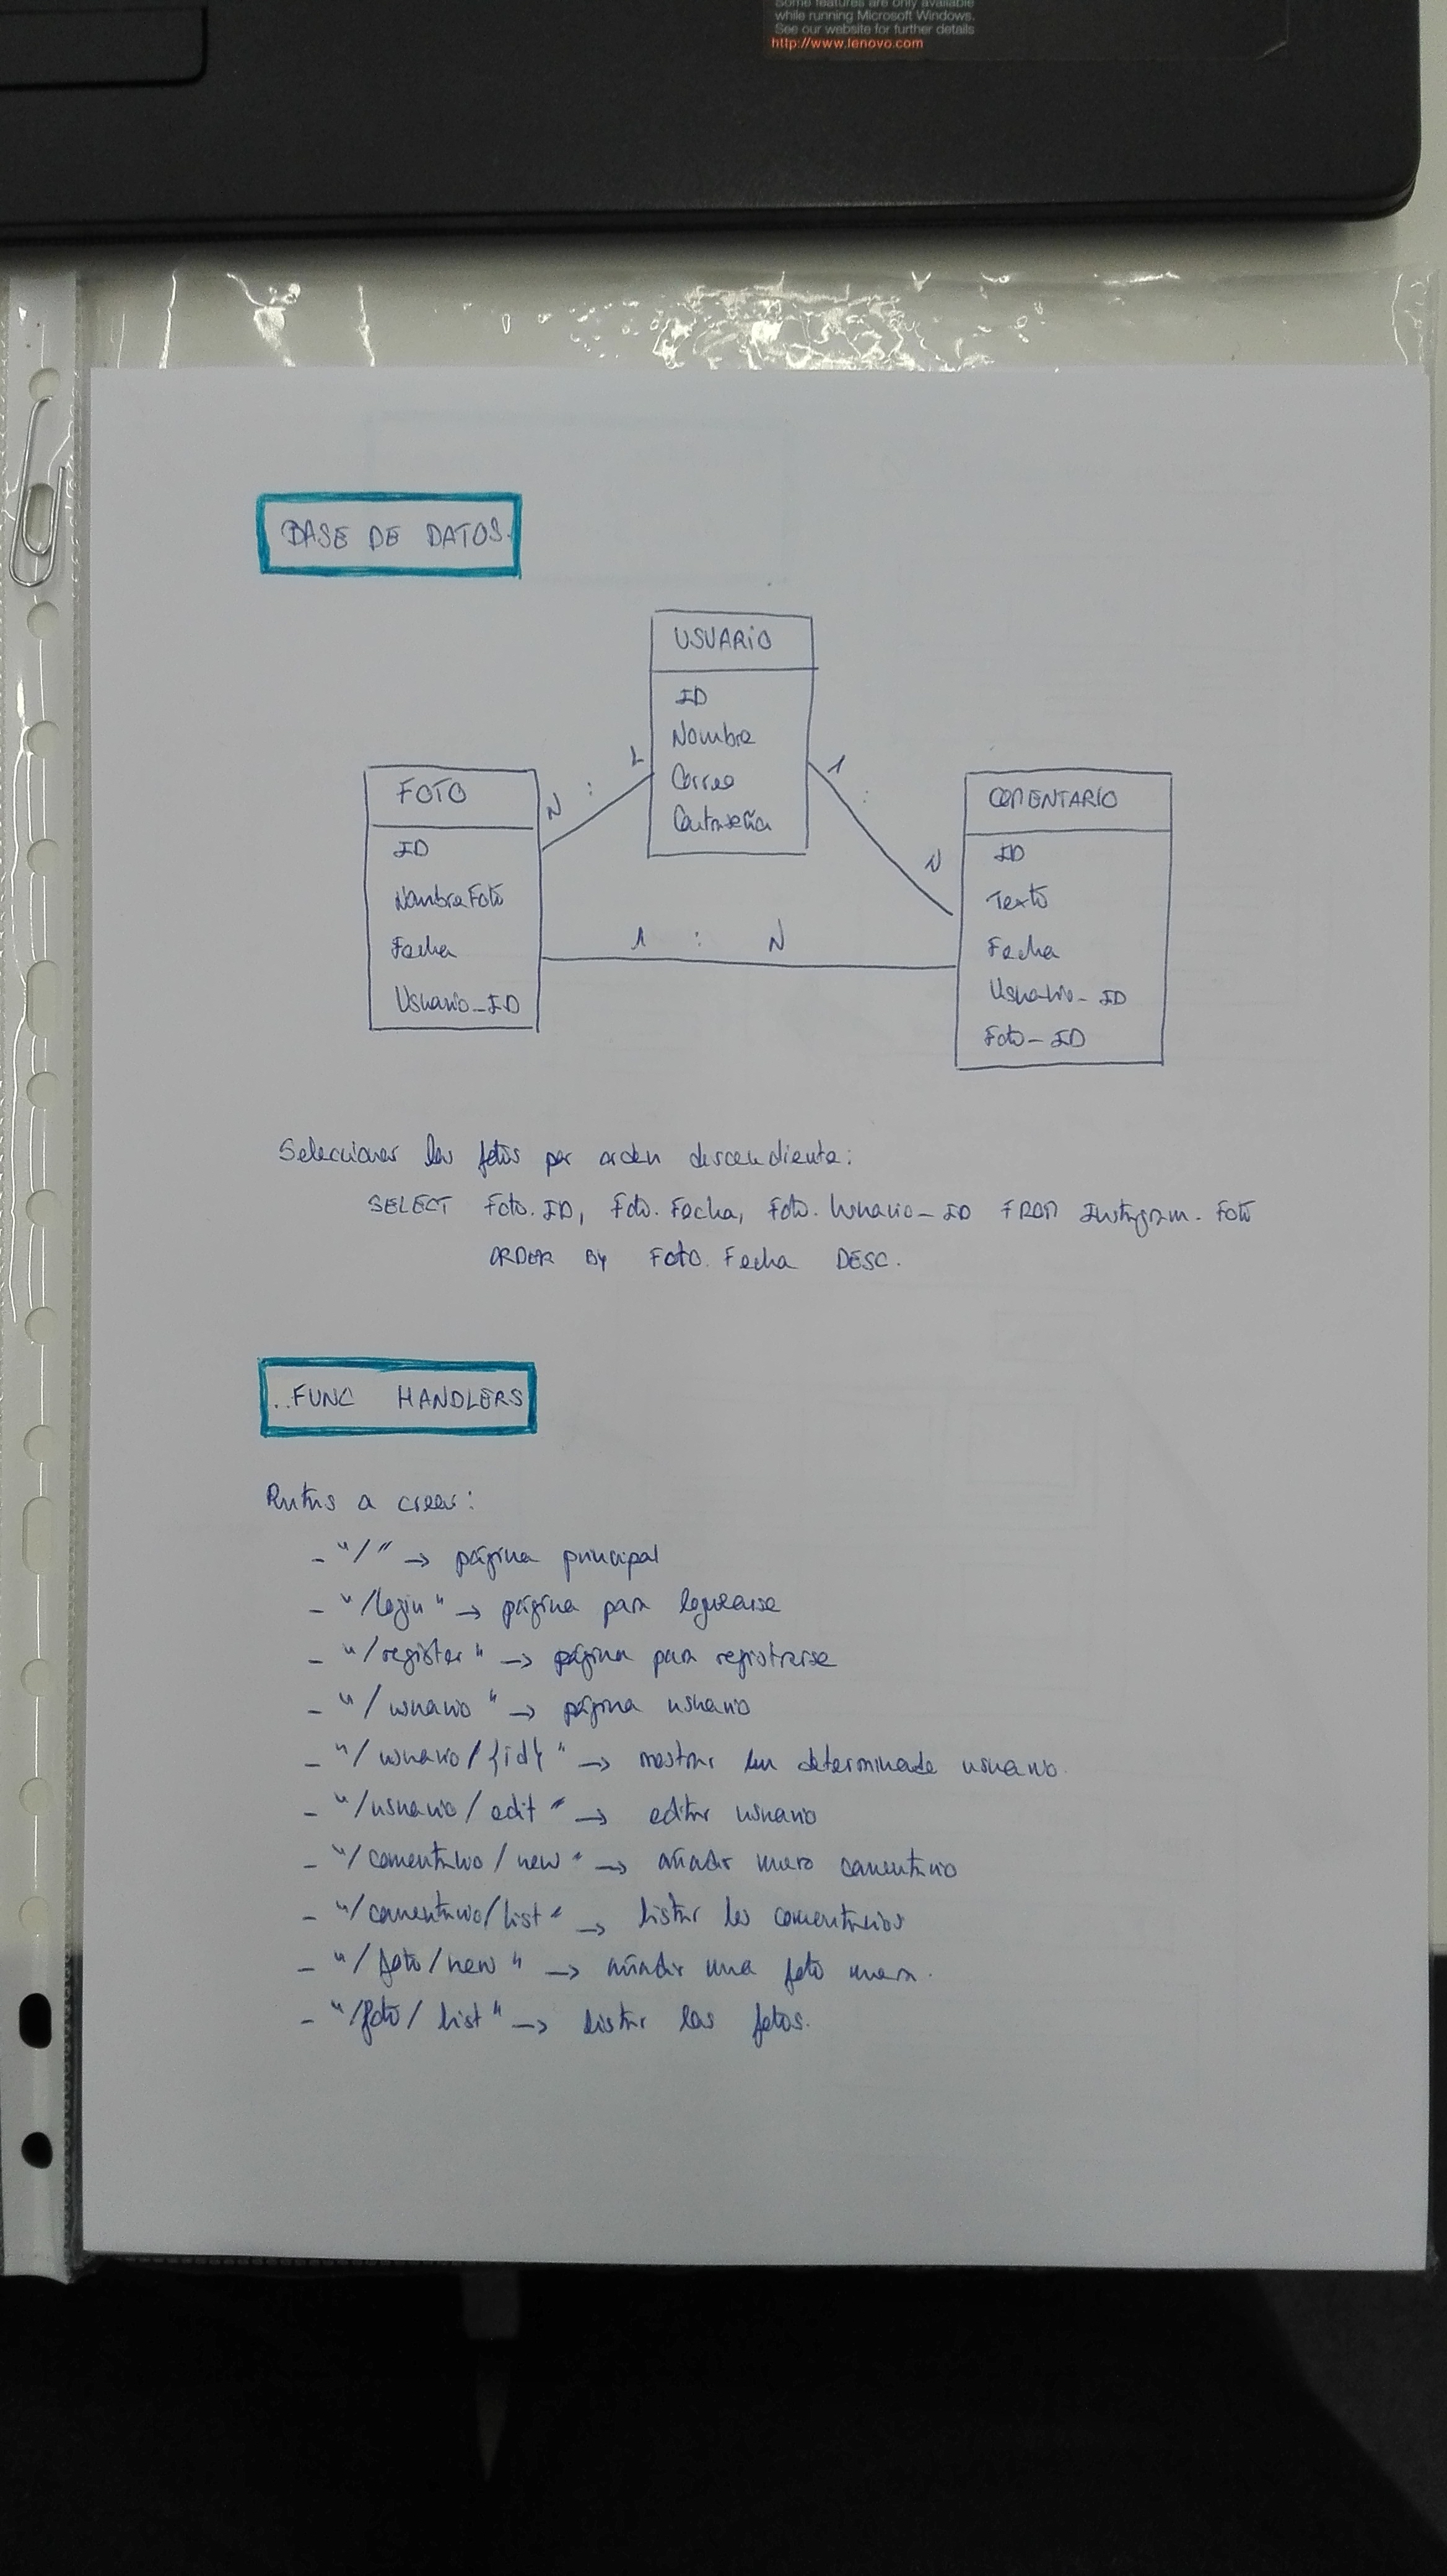 Some features are only available
while running Microsoft Windows.
See our website for further details
http://www.lenovo.com
BASE DE DATOS.
USUARIO
ID
Nombre
Correo
Contraseña
FOTO
ID
NombreFoto
Fecha
Usuario_ID
COMENTARIO
ID
Texto
Fecha
Usuario_ID
Foto_ID
N : 1
1 : N
1 : N
Seleccionar las fotos por orden descendiente:
SELECT Foto.ID, Foto.Fecha, Foto.Usuario_ID FROM Instagram.Foto
ORDER BY Foto.Fecha DESC.
..FUNC HANDLERS
Rutas a crear:
- "/" → página principal
- "/login" → página para loguearse
- "/register" → página para registrarse
- "/usuario" → página usuario
- "/usuario/{id}" → mostrar un determinado usuario.
- "/usuario/edit" → editar usuario
- "/comentario/new" → añadir nuevo comentario
- "/comentario/list" → listar los comentarios
- "/foto/new" → añadir una foto nueva.
- "/foto/list" → listar las fotos.